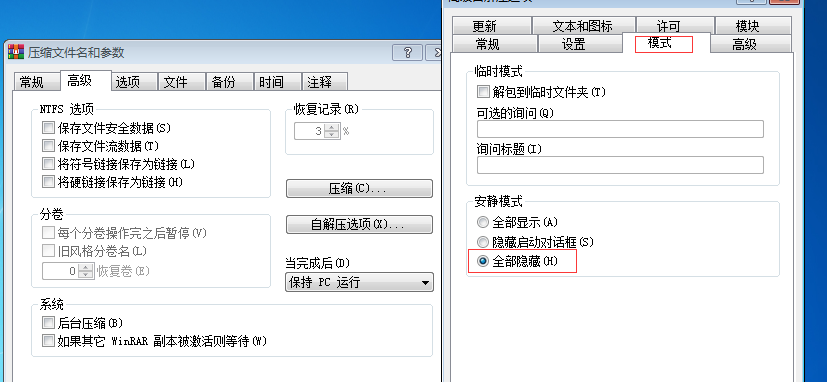 压缩文件名和参数
常规 高级 选项 文件 备份 时间 注释
NTFS 选项
保存文件安全数据(S)
保存文件流数据(T)
将符号链接保存为链接(L)
将硬链接保存为链接(H)
分卷
每个分卷操作完之后暂停(V)
旧风格分卷名(L)
0 恢复卷(E)
系统
后台压缩(B)
如果其它 WinRAR 副本被激活则等待(W)
恢复记录(R)
3 %
压缩(C)...
自解压选项(X)...
当完成后(D)
保持 PC 运行
更新 文本和图标 许可 模块
常规 设置 模式 高级
临时模式
解包到临时文件夹(T)
可选的询问(Q)
询问标题(I)
安静模式
全部显示(A)
隐藏启动对话框(S)
全部隐藏(H)